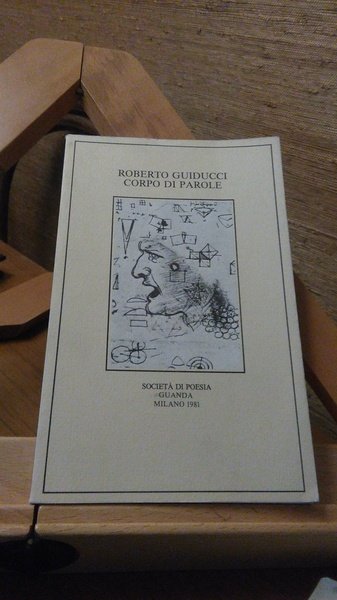 ROBERTO GUIDUCCI
CORPO DI PAROLE
SOCIETÀ DI POESIA
GUANDA
MILANO 1981